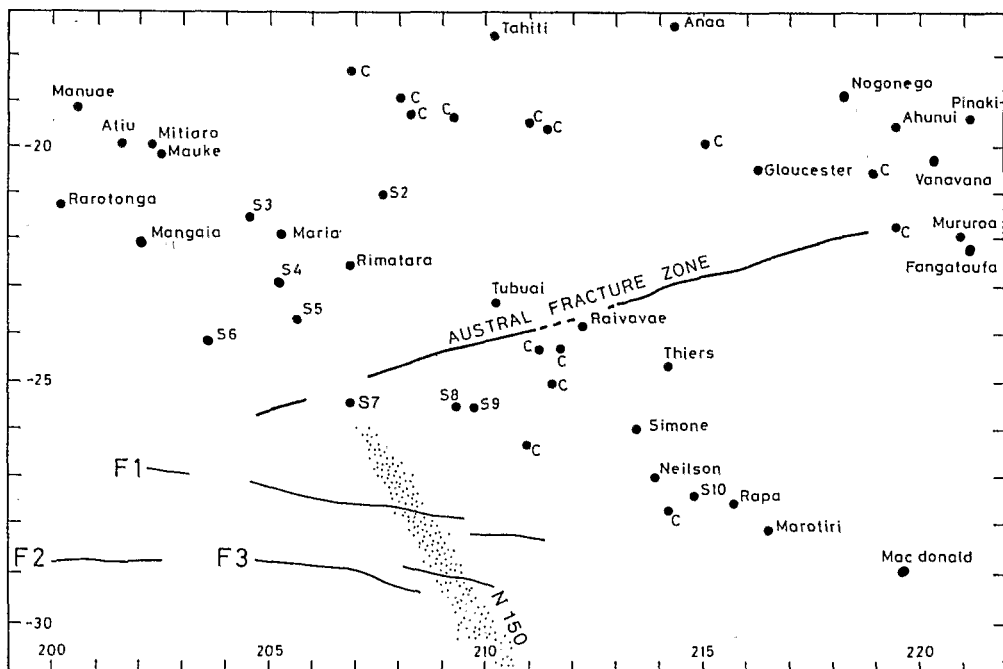 Tahiti
Anaa
C
Nogonego
Manuae
C
Pinaki
C
C
C
C
Ahunui
Atiu
Mitiaro
Mauke
C
Gloucester
C
Vanavana
Rarotonga
S3
S2
Mangaia
Maria
Rimatara
C
Mururoa
Fangataufa
S4
S5
S6
Tubuai
AUSTRAL FRACTURE ZONE
Raivavae
C
C
C
Thiers
S7
S8
S9
C
Simone
F1
Neilson
S10
Rapa
C
Marotiri
F2
F3
Mac donald
N 150
-20
-25
-30
200
205
210
215
220